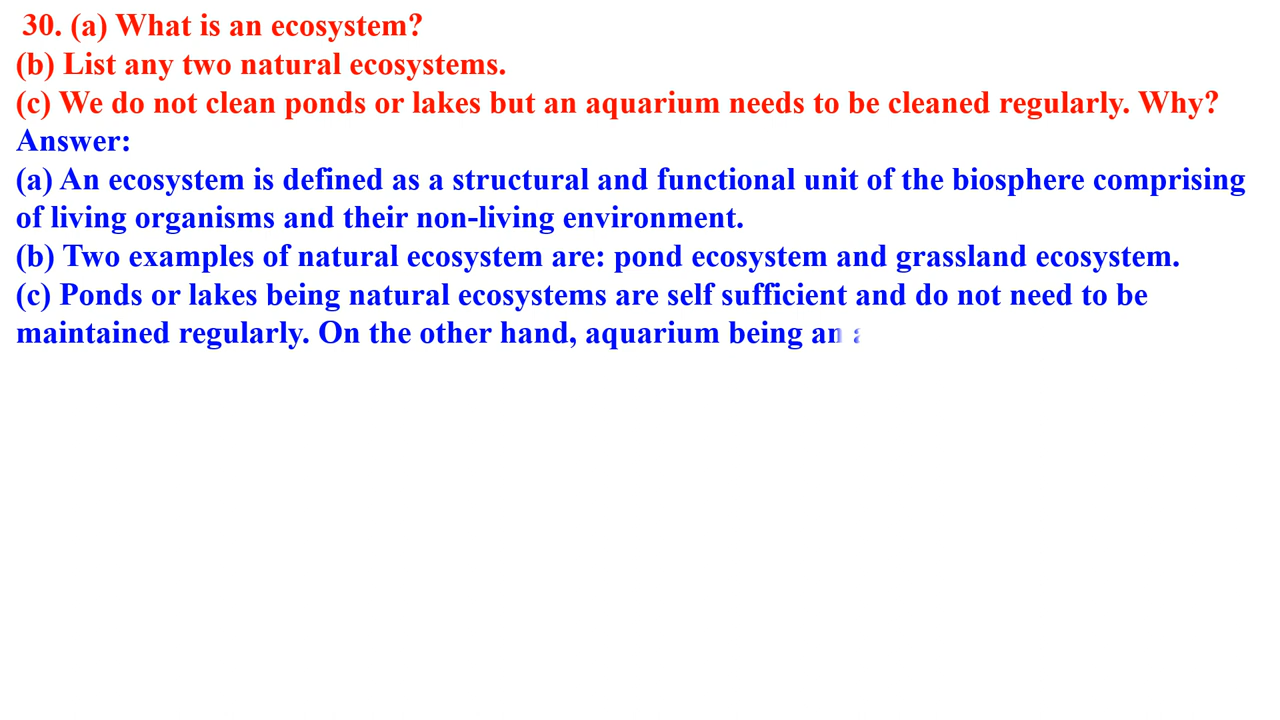 30. (a) What is an ecosystem?
(b) List any two natural ecosystems.
(c) We do not clean ponds or lakes but an aquarium needs to be cleaned regularly. Why?
Answer:
(a) An ecosystem is defined as a structural and functional unit of the biosphere comprising
of living organisms and their non-living environment.
(b) Two examples of natural ecosystem are: pond ecosystem and grassland ecosystem.
(c) Ponds or lakes being natural ecosystems are self sufficient and do not need to be
maintained regularly. On the other hand, aquarium being an